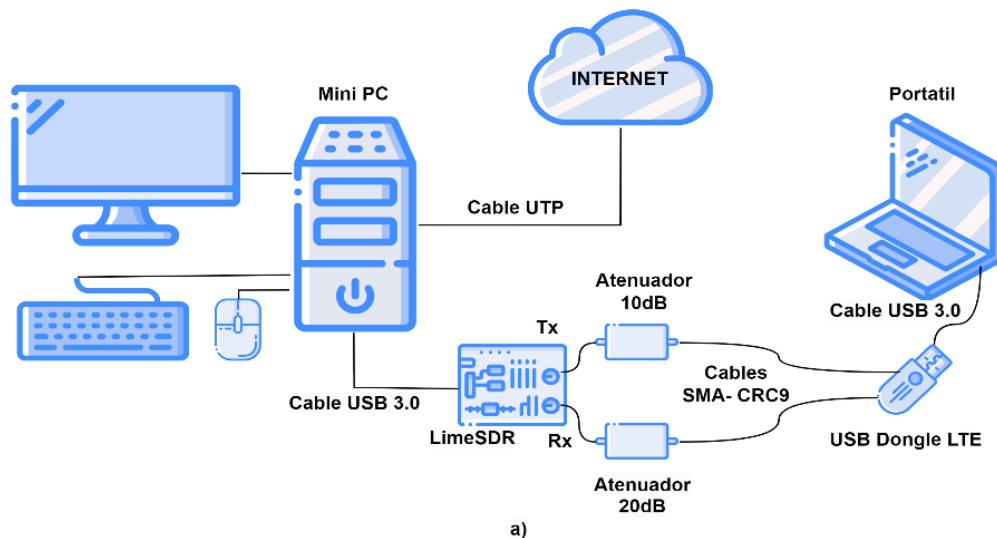 INTERNET
Mini PC
Portatil
Cable UTP
Atenuador
10dB
Cable USB 3.0
Tx
Cables
SMA- CRC9
Cable USB 3.0
LimeSDR
Rx
USB Dongle LTE
Atenuador
20dB
a)